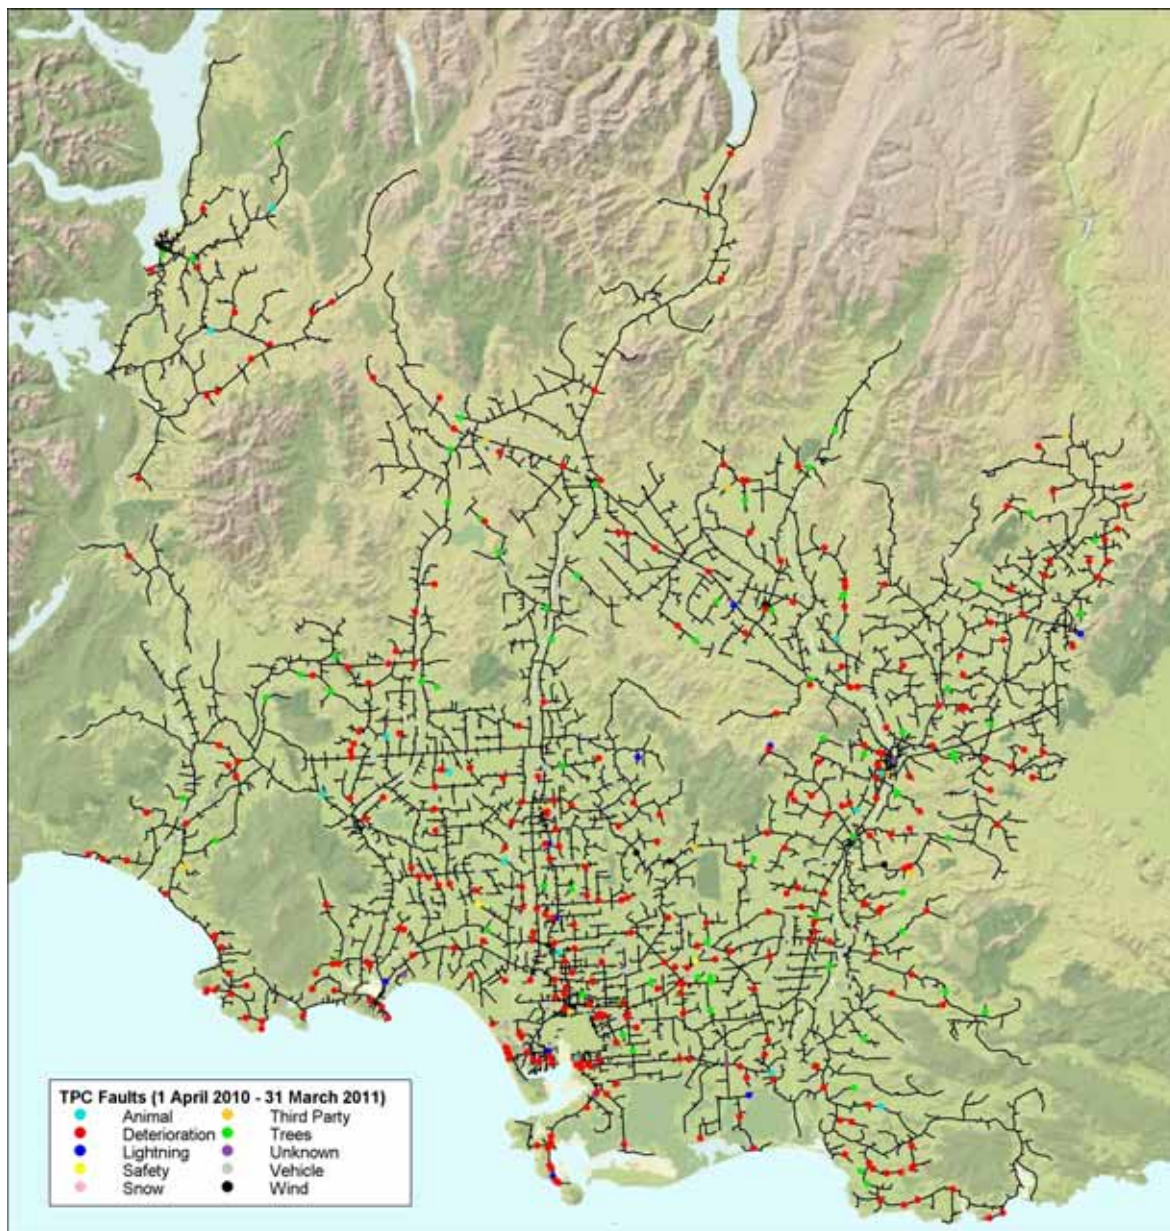 TPC Faults (1 April 2010 - 31 March 2011)
Animal Third Party
Deterioration Trees
Lightning Unknown
Safety Vehicle
Snow Wind